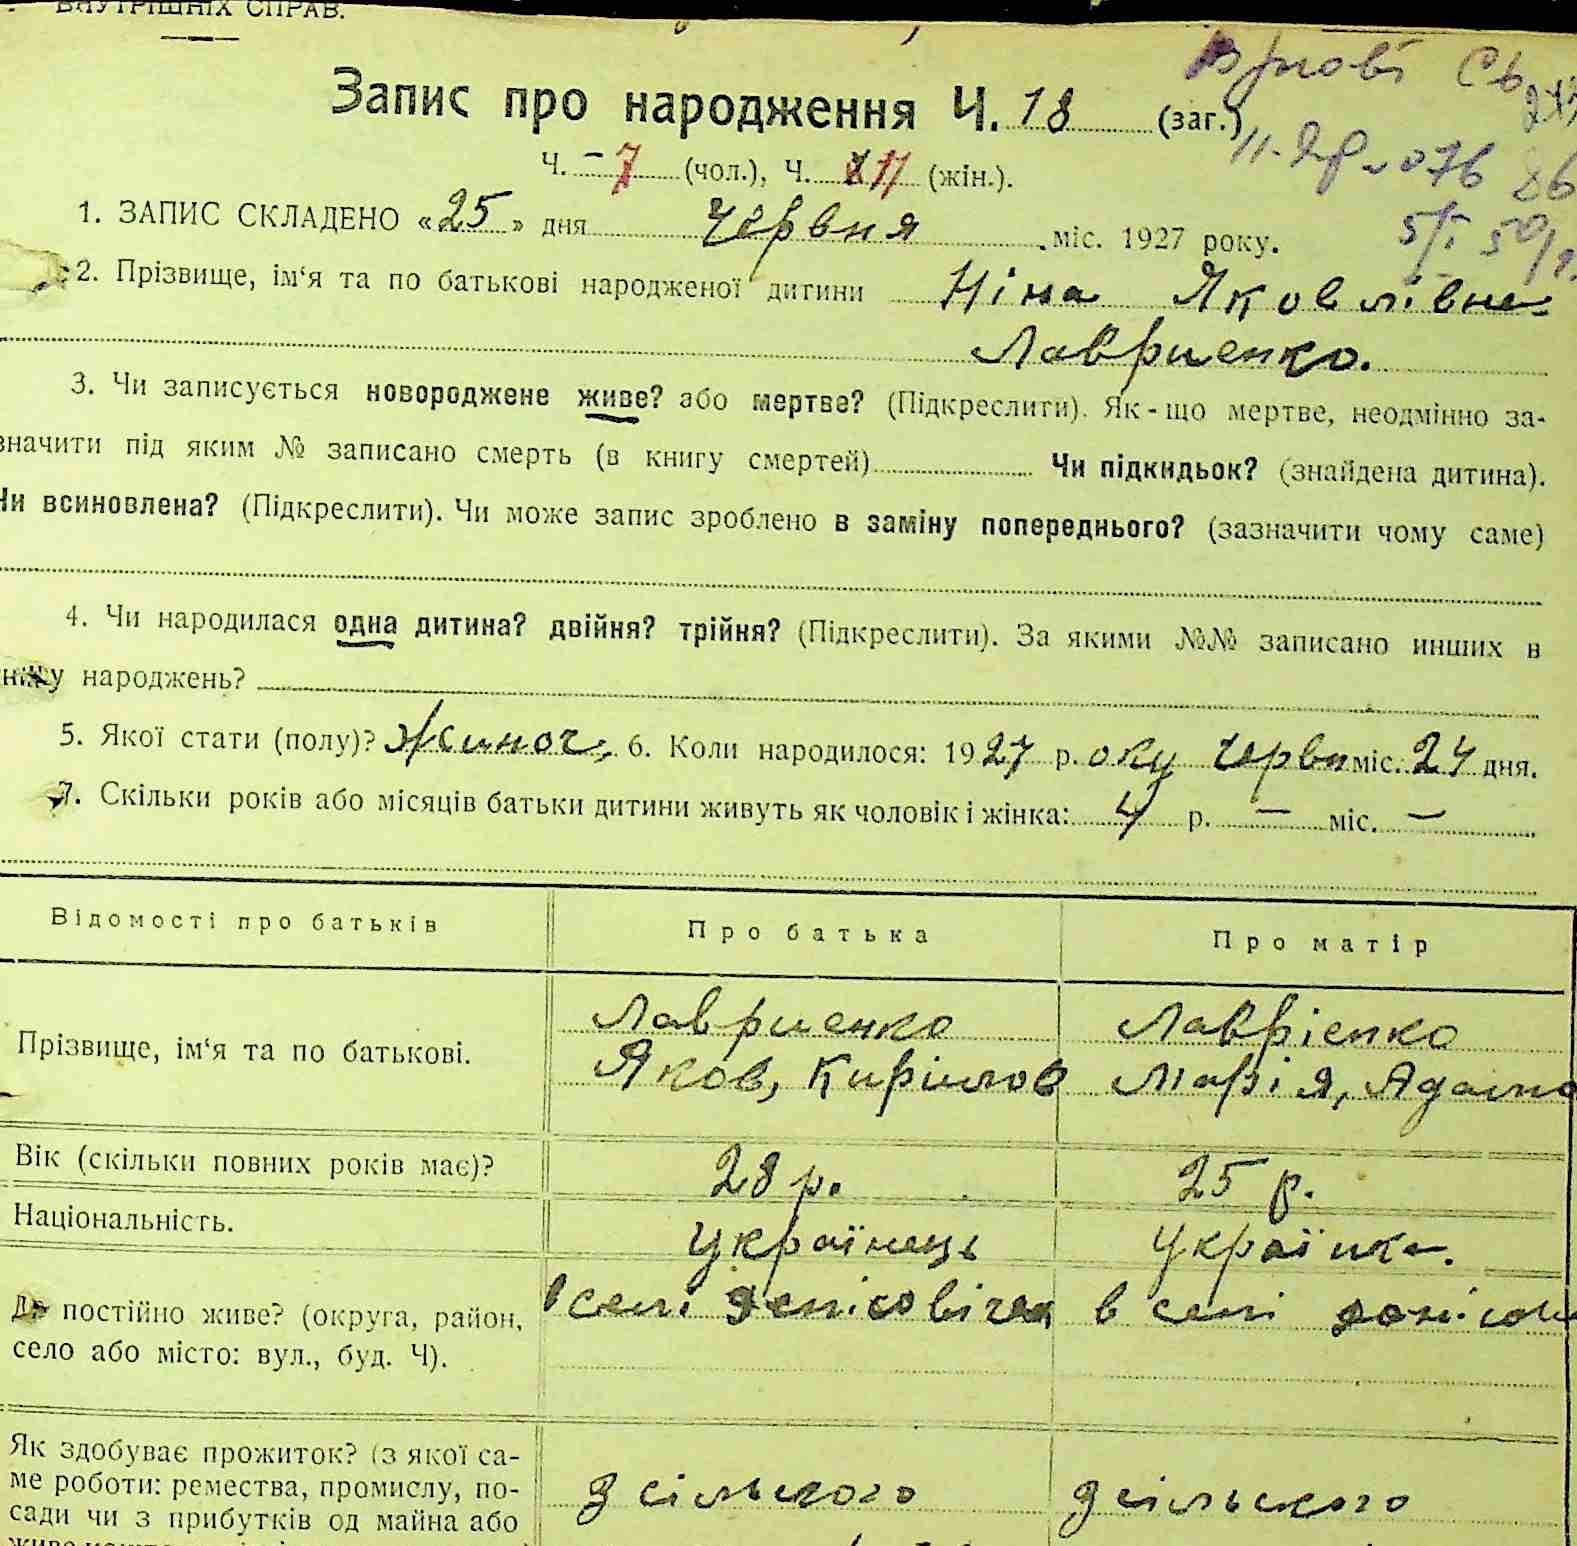 ВНУТРІШНІХ СПРАВ.
Запис про народження Ч. 18 (заг.)
Ч. 7 (чол.), Ч. 11 (жін.).
1. ЗАПИС СКЛАДЕНО «25» дня червня міс. 1927 року.
2. Прізвище, ім‘я та по батькові народженої дитини Ніна Яковлівна
Лавриенко.
3. Чи записується новороджене живе? або мертве? (Підкреслити). Як-що мертве, неодмінно за-
значити під яким № записано смерть (в книгу смертей) Чи підкидьок? (знайдена дитина).
Чи всиновлена? (Підкреслити). Чи може запис зроблено в заміну попереднього? (зазначити чому саме)
4. Чи народилася одна дитина? двійня? трійня? (Підкреслити). За якими №№ записано инших в
книгу народжень?
5. Якої стати (полу)? жиноч. 6. Коли народилося: 1927 р.оку червн міс. 24 дня.
7. Скільки років або місяців батьки дитини живуть як чоловік і жінка: 4 р. — міс. —
Відомості про батьків Про батька Про матір
Лавриенко Лавріенко
Прізвище, ім‘я та по батькові. Яков, Кирилов Марія, Адамо
Вік (скільки повних років має)? 28 р. 25 р.
Національність. Українець Українка.
Де постійно живе? (округа, район, в селі Денісовічах в селі
село або місто: вул., буд. Ч).
Як здобуває прожиток? (з якої са-
ме роботи: ремества, промислу, по- з сільського з сільського
сади чи з прибутків од майна або